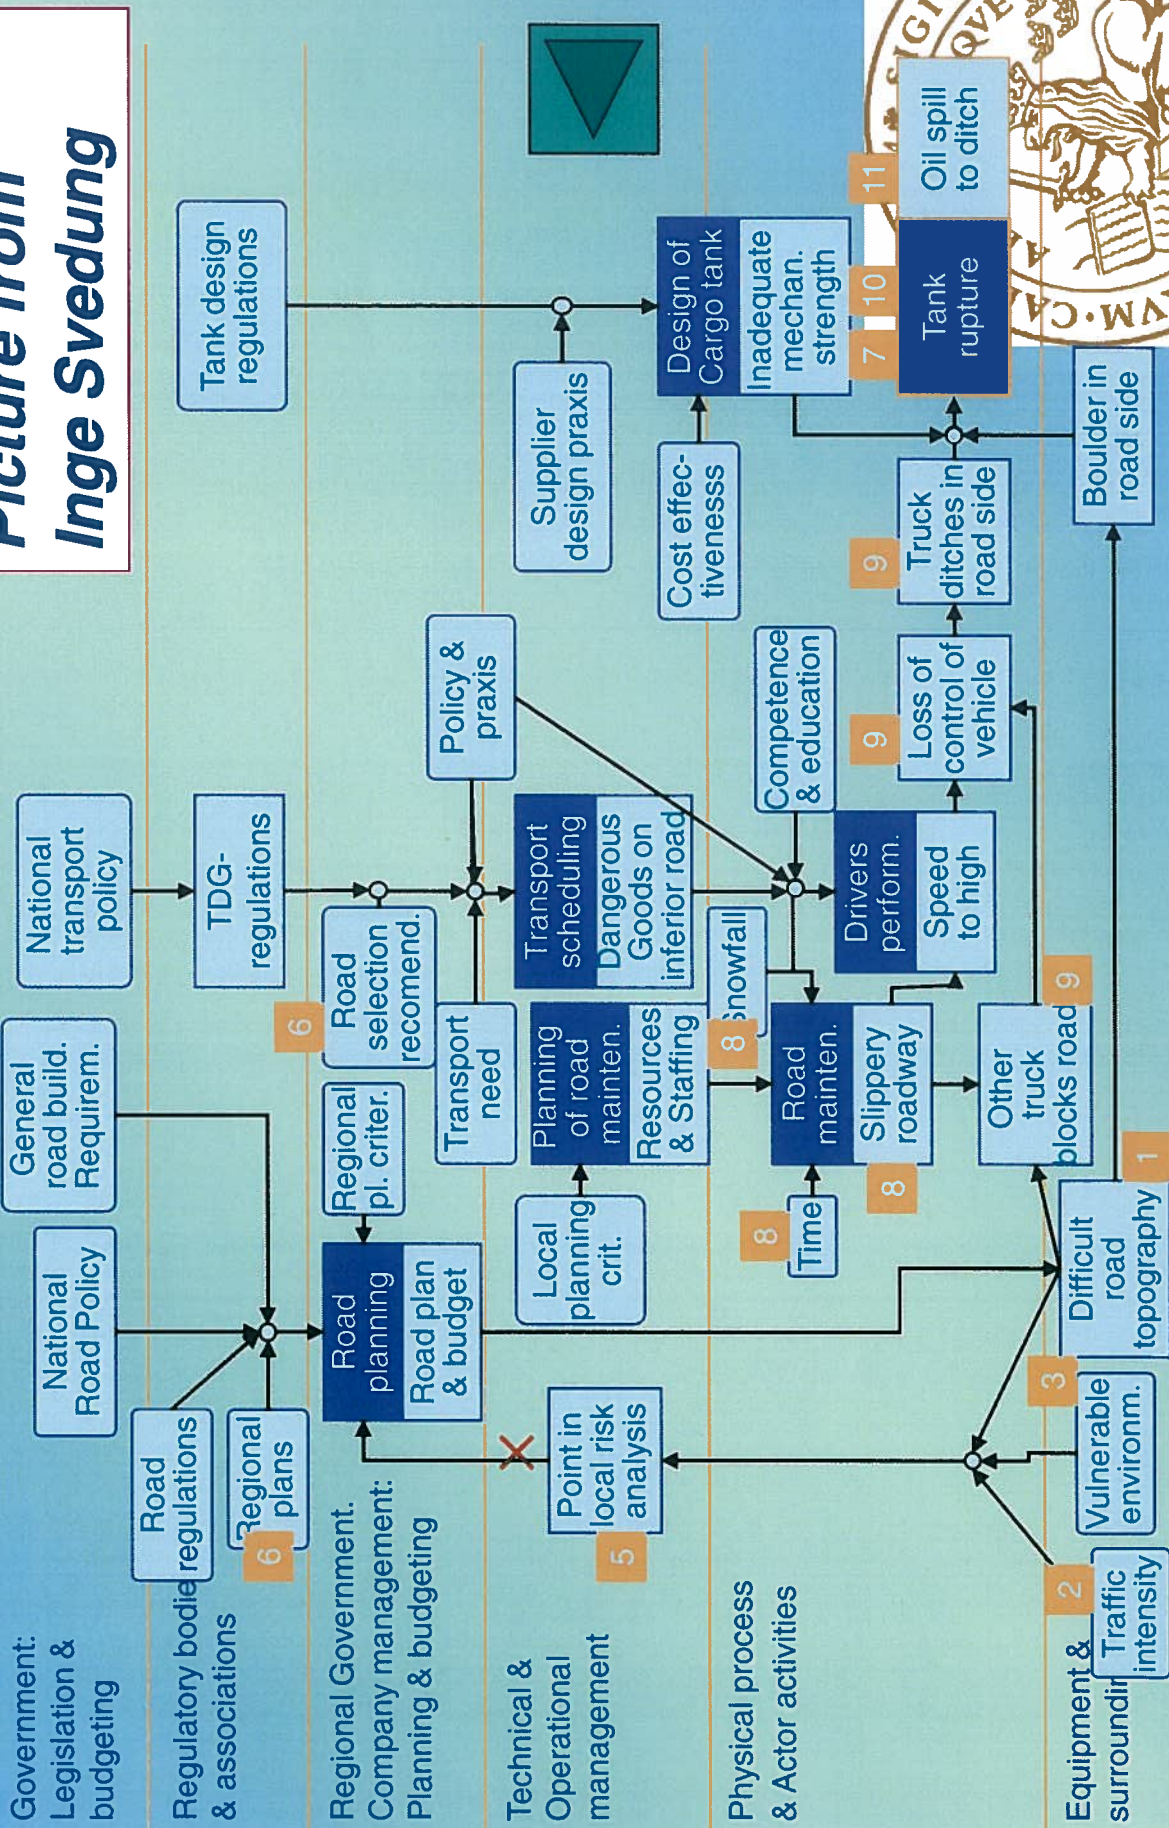 Picture from
Inge Svedung
Government:
Legislation &
budgeting
National
Road Policy
General
road build.
Requirem.
National
transport
policy
Regulatory bodie
& associations
Road
regulations
Regional
plans
6
TDG-
regulations
Tank design
regulations
Regional Government.
Company management:
Planning & budgeting
Road
planning
Road plan
& budget
Regional
pl. criter.
6
Road
selection
recomend.
Transport
need
Policy &
praxis
Technical &
Operational
management
5
Point in
local risk
analysis
Local
planning
crit.
Planning
of road
mainten.
Resources
& Staffing
Transport
scheduling
Dangerous
Goods on
inferior road
Supplier
design praxis
Cost effec-
tivenesss
Design of
Cargo tank
Inadequate
mechan.
strength
Physical process
& Actor activities
8
Time
8
Snowfall
Road
mainten.
Slippery
roadway
8
Competence
& education
Drivers
perform.
Speed
to high
9
Loss of
control of
vehicle
9
Truck
ditches in
road side
7
10
11
Tank
rupture
Oil spill
to ditch
Other
truck
blocks road
9
Equipment &
surroundin
2
Traffic
intensity
3
Vulnerable
environm.
Difficult
road
topography
1
Boulder in
road side
SIGI
QVE
VM·CA